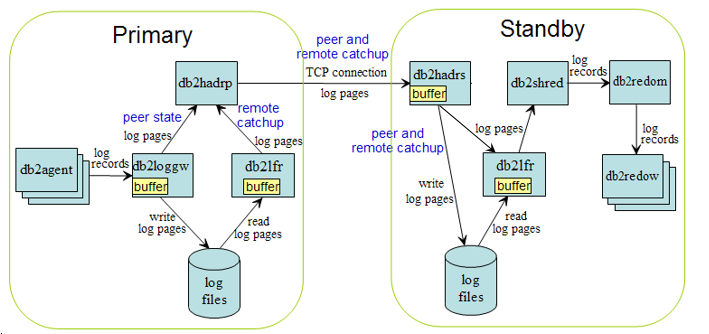 Primary
Standby
peer and
remote catchup
TCP connection
log pages
db2hadrp
peer state
log pages
remote
catchup
log pages
db2agent
log
records
db2loggw
buffer
db2lfr
buffer
write
log pages
read
log pages
log
files
db2hadrs
buffer
peer and
remote catchup
log pages
db2shred
log
records
db2redom
log
records
db2redow
db2lfr
buffer
write
log pages
read
log pages
log
files